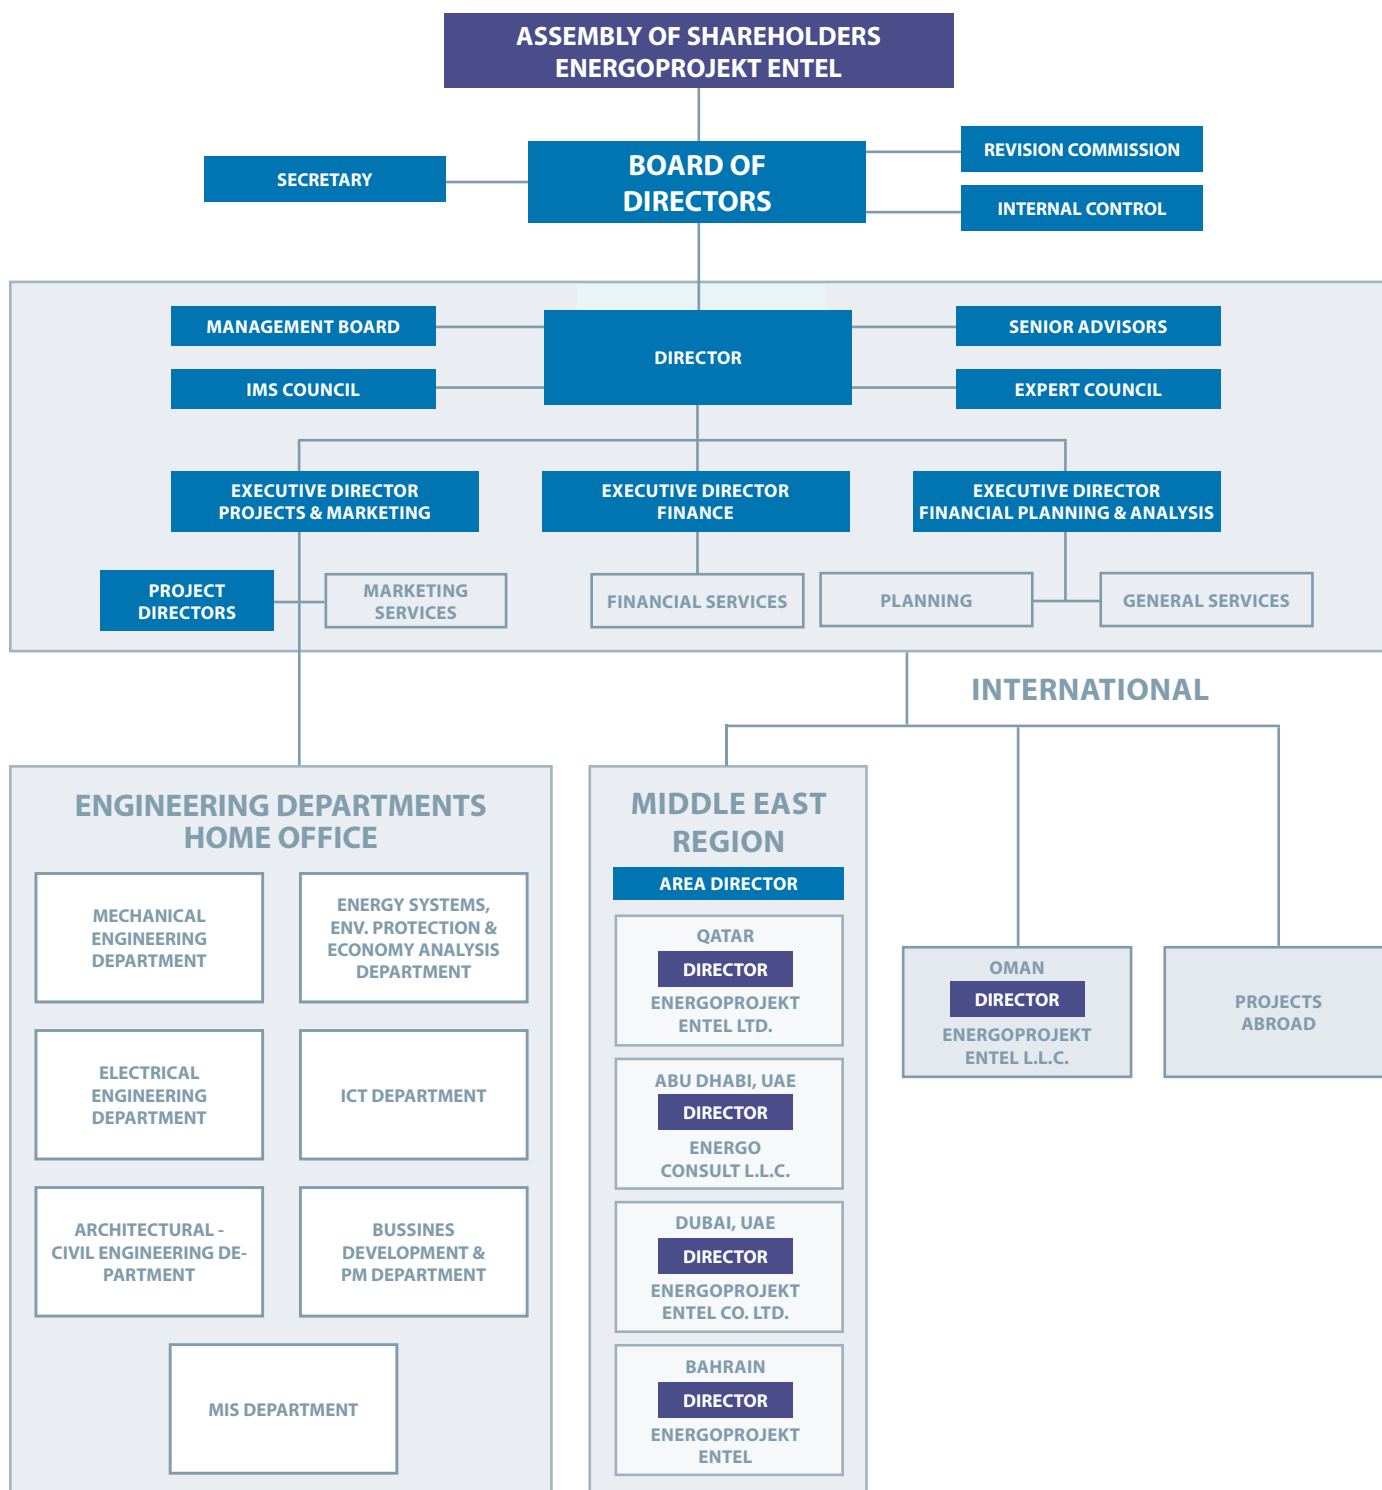 ASSEMBLY OF SHAREHOLDERS
ENERGOPROJEKT ENTEL
SECRETARY
BOARD OF
DIRECTORS
REVISION COMMISSION
INTERNAL CONTROL
MANAGEMENT BOARD
IMS COUNCIL
DIRECTOR
SENIOR ADVISORS
EXPERT COUNCIL
EXECUTIVE DIRECTOR
PROJECTS & MARKETING
EXECUTIVE DIRECTOR
FINANCE
EXECUTIVE DIRECTOR
FINANCIAL PLANNING & ANALYSIS
PROJECT
DIRECTORS
MARKETING
SERVICES
FINANCIAL SERVICES
PLANNING
GENERAL SERVICES
INTERNATIONAL
ENGINEERING DEPARTMENTS
HOME OFFICE
MECHANICAL
ENGINEERING
DEPARTMENT
ENERGY SYSTEMS,
ENV. PROTECTION &
ECONOMY ANALYSIS
DEPARTMENT
ELECTRICAL
ENGINEERING
DEPARTMENT
ICT DEPARTMENT
ARCHITECTURAL -
CIVIL ENGINEERING DE-
PARTMENT
BUSSINES
DEVELOPMENT &
PM DEPARTMENT
MIS DEPARTMENT
MIDDLE EAST
REGION
AREA DIRECTOR
QATAR
DIRECTOR
ENERGOPROJEKT
ENTEL LTD.
ABU DHABI, UAE
DIRECTOR
ENERGO
CONSULT L.L.C.
DUBAI, UAE
DIRECTOR
ENERGOPROJEKT
ENTEL CO. LTD.
BAHRAIN
DIRECTOR
ENERGOPROJEKT
ENTEL
OMAN
DIRECTOR
ENERGOPROJEKT
ENTEL L.L.C.
PROJECTS
ABROAD